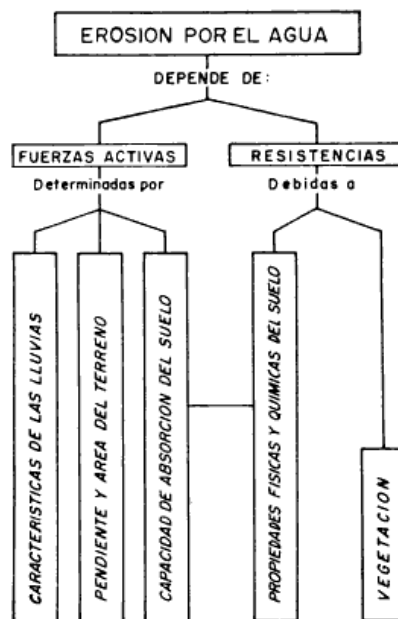 EROSION POR EL AGUA
DEPENDE DE:
FUERZAS ACTIVAS
RESISTENCIAS
Determinadas por
Debidas a
CARACTERISTICAS DE LAS LLUVIAS
PENDIENTE Y AREA DEL TERRENO
CAPACIDAD DE ABSORCION DEL SUELO
PROPIEDADES FISICAS Y QUIMICAS DEL SUELO
VEGETACION